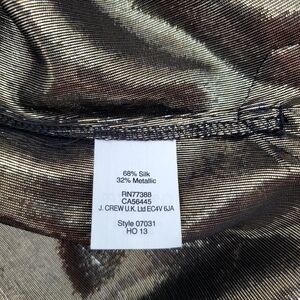 68% Silk
32% Metallic
RN77388
CA56445
J. CREW U.K. Ltd EC4V 6JA
Style 07031
HO 13